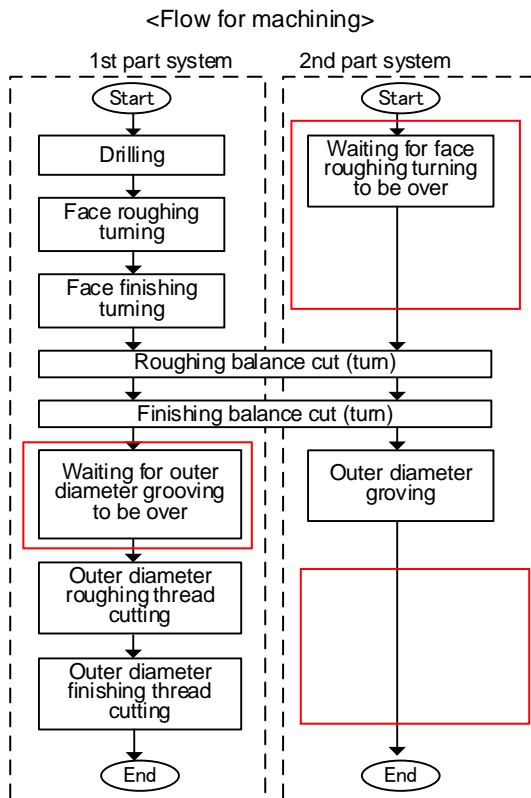 <Flow for machining>
1st part system
2nd part system
Start
Start
Drilling
Waiting for face
roughing turning
to be over
Face roughing
turning
Face finishing
turning
Roughing balance cut (turn)
Finishing balance cut (turn)
Waiting for outer
diameter grooving
to be over
Outer diameter
groving
Outer diameter
roughing thread
cutting
Outer diameter
finishing thread
cutting
End
End